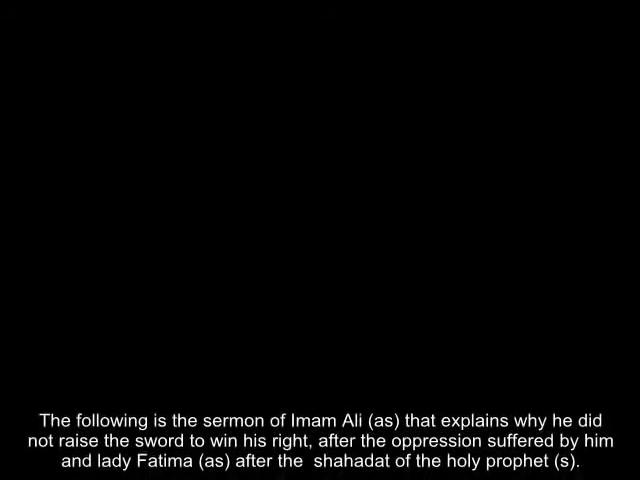 The following is the sermon of Imam Ali (as) that explains why he did
not raise the sword to win his right, after the oppression suffered by him
and lady Fatima (as) after the  shahadat of the holy prophet (s).